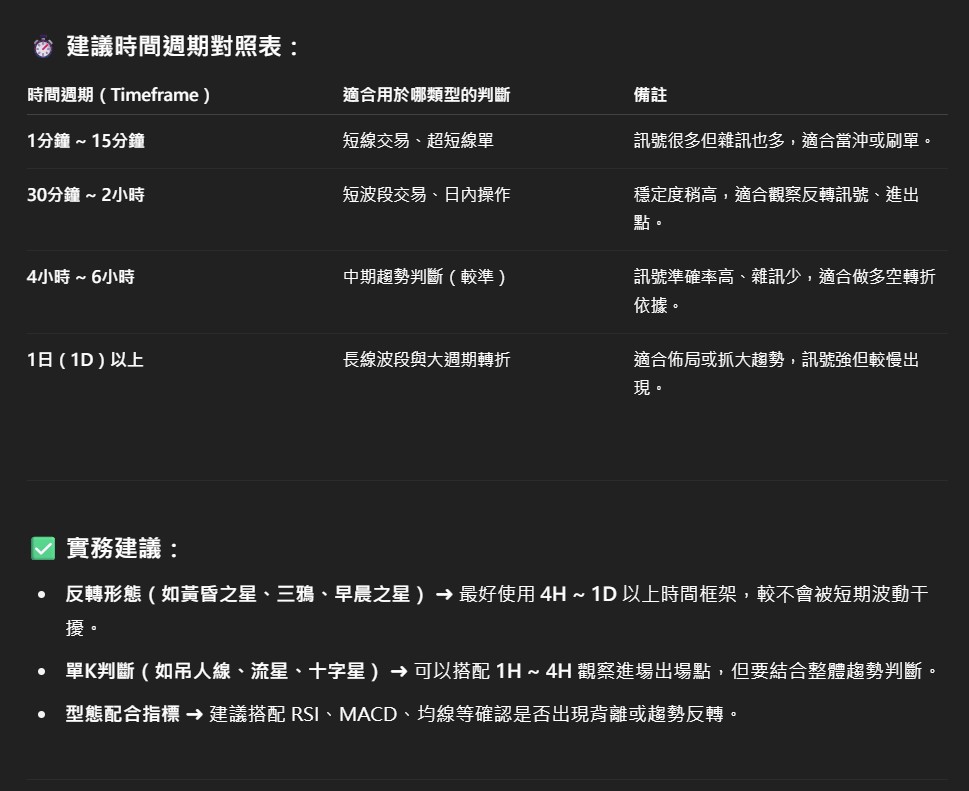 ⏱️ 建議時間週期對照表：
時間週期（Timeframe） 適合用於哪類型的判斷 備註
1分鐘 ~ 15分鐘 短線交易、超短線單 訊號很多但雜訊也多，適合當沖或刷單。
30分鐘 ~ 2小時 短波段交易、日內操作 穩定度稍高，適合觀察反轉訊號、進出
點。
4小時 ~ 6小時 中期趨勢判斷（較準） 訊號準確率高、雜訊少，適合做多空轉折
依據。
1日（1D）以上 長線波段與大週期轉折 適合佈局或抓大趨勢，訊號強但較慢出
現。
✅ 實務建議：
• 反轉形態（如黃昏之星、三鴉、早晨之星） ➜ 最好使用 4H ~ 1D 以上時間框架，較不會被短期波動干
擾。
• 單K判斷（如吊人線、流星、十字星） ➜ 可以搭配 1H ~ 4H 觀察進場出場點，但要結合整體趨勢判斷。
• 型態配合指標 ➜ 建議搭配 RSI、MACD、均線等確認是否出現背離或趨勢反轉。